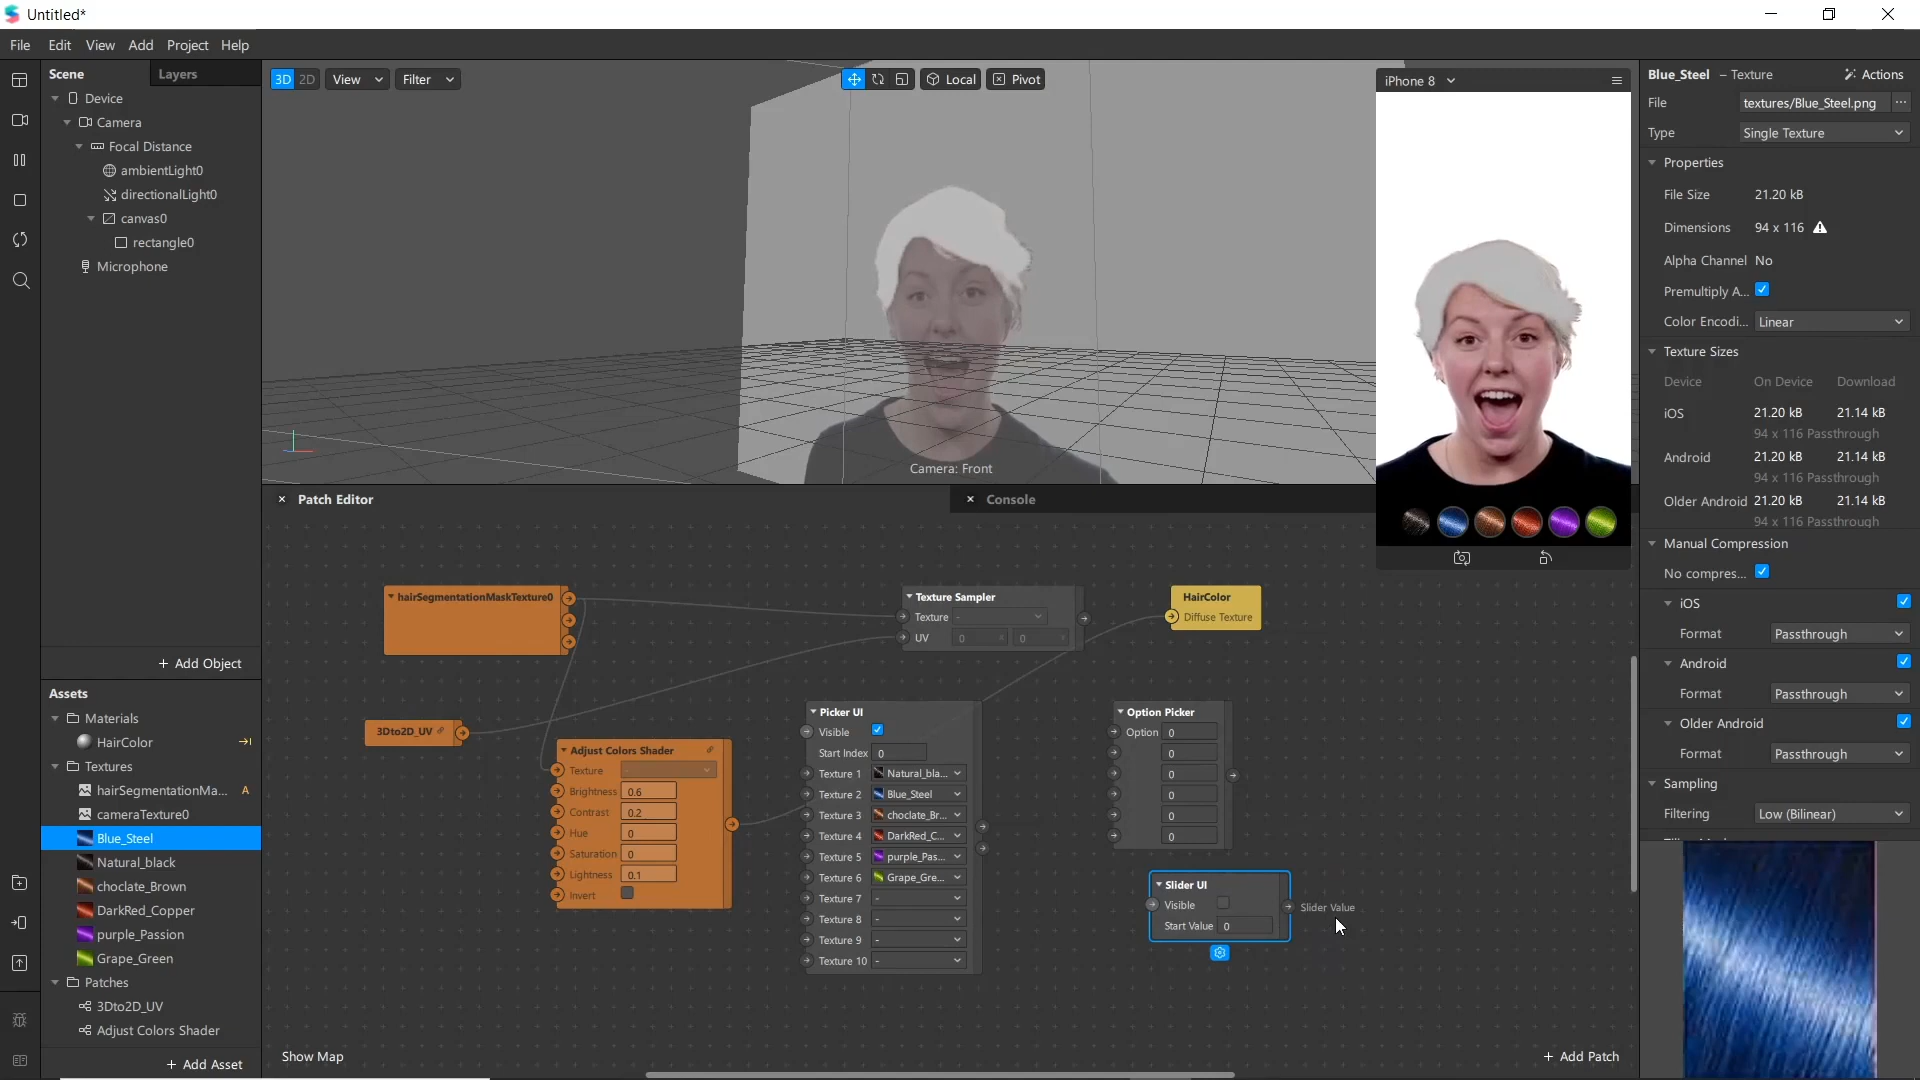 Untitled*
File Edit View Add Project Help
Scene Layers
Device
Camera
Focal Distance
ambientLight0
directionalLight0
canvas0
rectangle0
Microphone
+ Add Object
Assets
Materials
HairColor
Textures
hairSegmentationMa... A
cameraTexture0
Blue_Steel
Natural_black
choclate_Brown
DarkRed_Copper
purple_Passion
Grape_Green
Patches
3Dto2D_UV
Adjust Colors Shader
+ Add Asset
3D 2D View Filter Local Pivot
Camera: Front
iPhone 8
× Patch Editor × Console
hairSegmentationMaskTexture0
3Dto2D_UV
Adjust Colors Shader
Texture -
Brightness 0.6
Contrast 0.2
Hue 0
Saturation 0
Lightness 0.1
Invert
Texture Sampler
Texture -
UV 0 0
HairColor
Diffuse Texture
Picker UI
Visible
Start Index 0
Texture 1 Natural_bla...
Texture 2 Blue_Steel
Texture 3 choclate_Br...
Texture 4 DarkRed_C...
Texture 5 purple_Pas...
Texture 6 Grape_Gre...
Texture 7 -
Texture 8 -
Texture 9 -
Texture 10 -
Option Picker
Option 0
0
0
0
0
0
Slider UI
Visible
Start Value 0
Slider Value
Show Map
+ Add Patch
Blue_Steel – Texture Actions
File textures/Blue_Steel.png ...
Type Single Texture
Properties
File Size 21.20 kB
Dimensions 94 x 116
Alpha Channel No
Premultiply A...
Color Encodi... Linear
Texture Sizes
Device On Device Download
iOS 21.20 kB 21.14 kB
94 x 116 Passthrough
Android 21.20 kB 21.14 kB
94 x 116 Passthrough
Older Android 21.20 kB 21.14 kB
94 x 116 Passthrough
Manual Compression
No compres...
iOS
Format Passthrough
Android
Format Passthrough
Older Android
Format Passthrough
Sampling
Filtering Low (Bilinear)